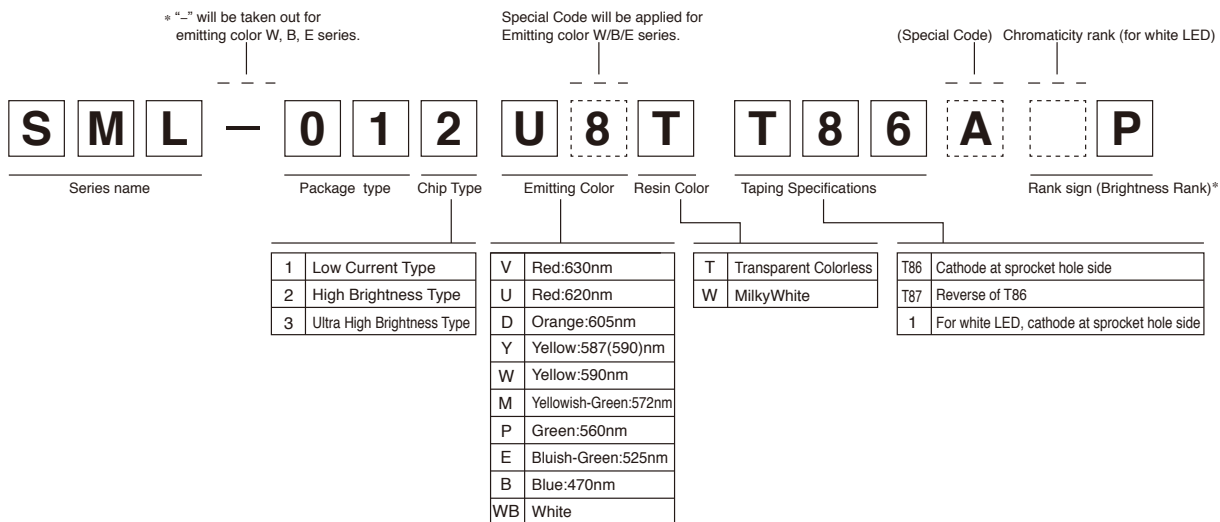 * “–” will be taken out for
emitting color W, B, E series.
Special Code will be applied for
Emitting color W/B/E series.
(Special Code) Chromaticity rank (for white LED)
S M L — 0 1 2 U 8 T T 8 6 A P
Series name Package type Chip Type Emitting Color Resin Color Taping Specifications Rank sign (Brightness Rank)*
1 Low Current Type
2 High Brightness Type
3 Ultra High Brightness Type
V Red:630nm
U Red:620nm
D Orange:605nm
Y Yellow:587(590)nm
W Yellow:590nm
M Yellowish-Green:572nm
P Green:560nm
E Bluish-Green:525nm
B Blue:470nm
WB White
T Transparent Colorless
W MilkyWhite
T86 Cathode at sprocket hole side
T87 Reverse of T86
1 For white LED, cathode at sprocket hole side